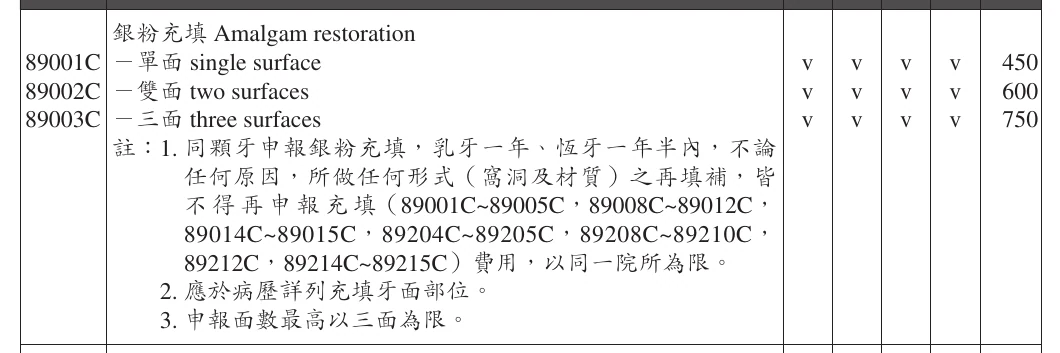 銀粉充填 Amalgam restoration
89001C －單面 single surface v v v v 450
89002C －雙面 two surfaces v v v v 600
89003C －三面 three surfaces v v v v 750
註：1. 同顆牙申報銀粉充填，乳牙一年、恆牙一年半內，不論
任何原因，所做任何形式（窩洞及材質）之再填補，皆
不得再申報充填（89001C~89005C，89008C~89012C，
89014C~89015C，89204C~89205C，89208C~89210C，
89212C，89214C~89215C）費用，以同一院所為限。
2. 應於病歷詳列充填牙面部位。
3. 申報面數最高以三面為限。